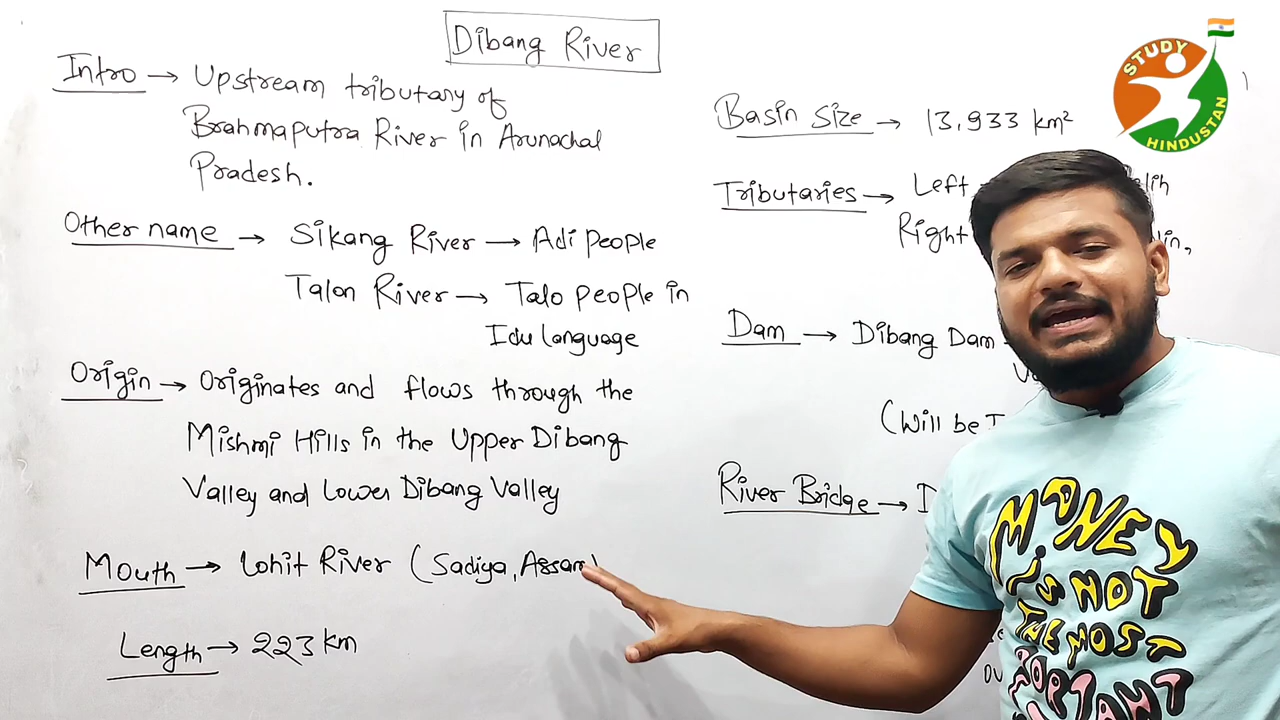 Dibang River
Intro → Upstream tributary of
Brahmaputra River in Arunachal
Pradesh.
Other name → Sikang River → Adi People
Talon River → Talo people in
Idu language
Origin → Originates and flows through the
Mishmi Hills in the Upper Dibang
Valley and Lower Dibang Valley
Mouth → Lohit River (Sadiya, Assam)
Length → 223 km
Basin Size → 13,933 km²
Tributaries → Left
Right
Dam → Dibang Dam
(Will be
River Bridge →
STUDY
HINDUSTAN
MONEY
IS NOT
THE MOST